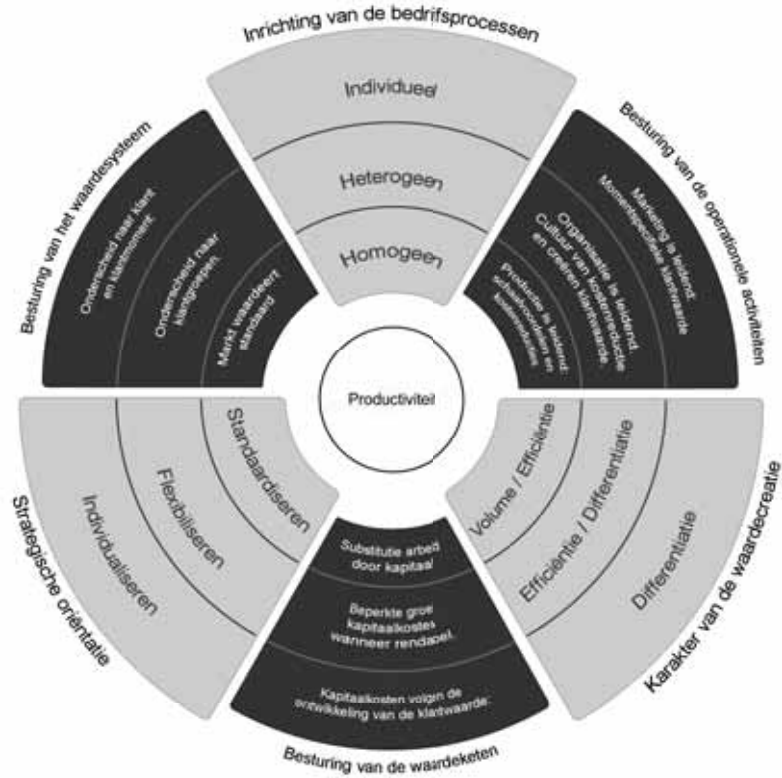 Inrichting van de bedrijfsprocessen
Individueel
Heterogeen
Homogeen
Besturing van de operationele activiteiten
Marketing is leidend:
Momentspecifieke klantwaarde
Organisatie is leidend:
Cultuur van kostenreductie
en creëren klantwaarde.
Productie is leidend:
schaalvoordelen en
kostenreducties
Karakter van de waardecreatie
Volume / Efficiëntie
Efficiëntie / Differentiatie
Differentiatie
Besturing van de waardeketen
Substitutie arbeid
door kapitaal
Beperkte groei
kapitaalkosten
wanneer rendabel.
Kapitaalkosten volgen de
ontwikkeling van de klantwaarde.
Strategische oriëntatie
Standaardiseren
Flexibiliseren
Individualiseren
Besturing van het waardesysteem
Onderscheid naar klant
en klantmoment
Onderscheid naar
klantgroepen
Markt waardeert
standaard
Productiviteit